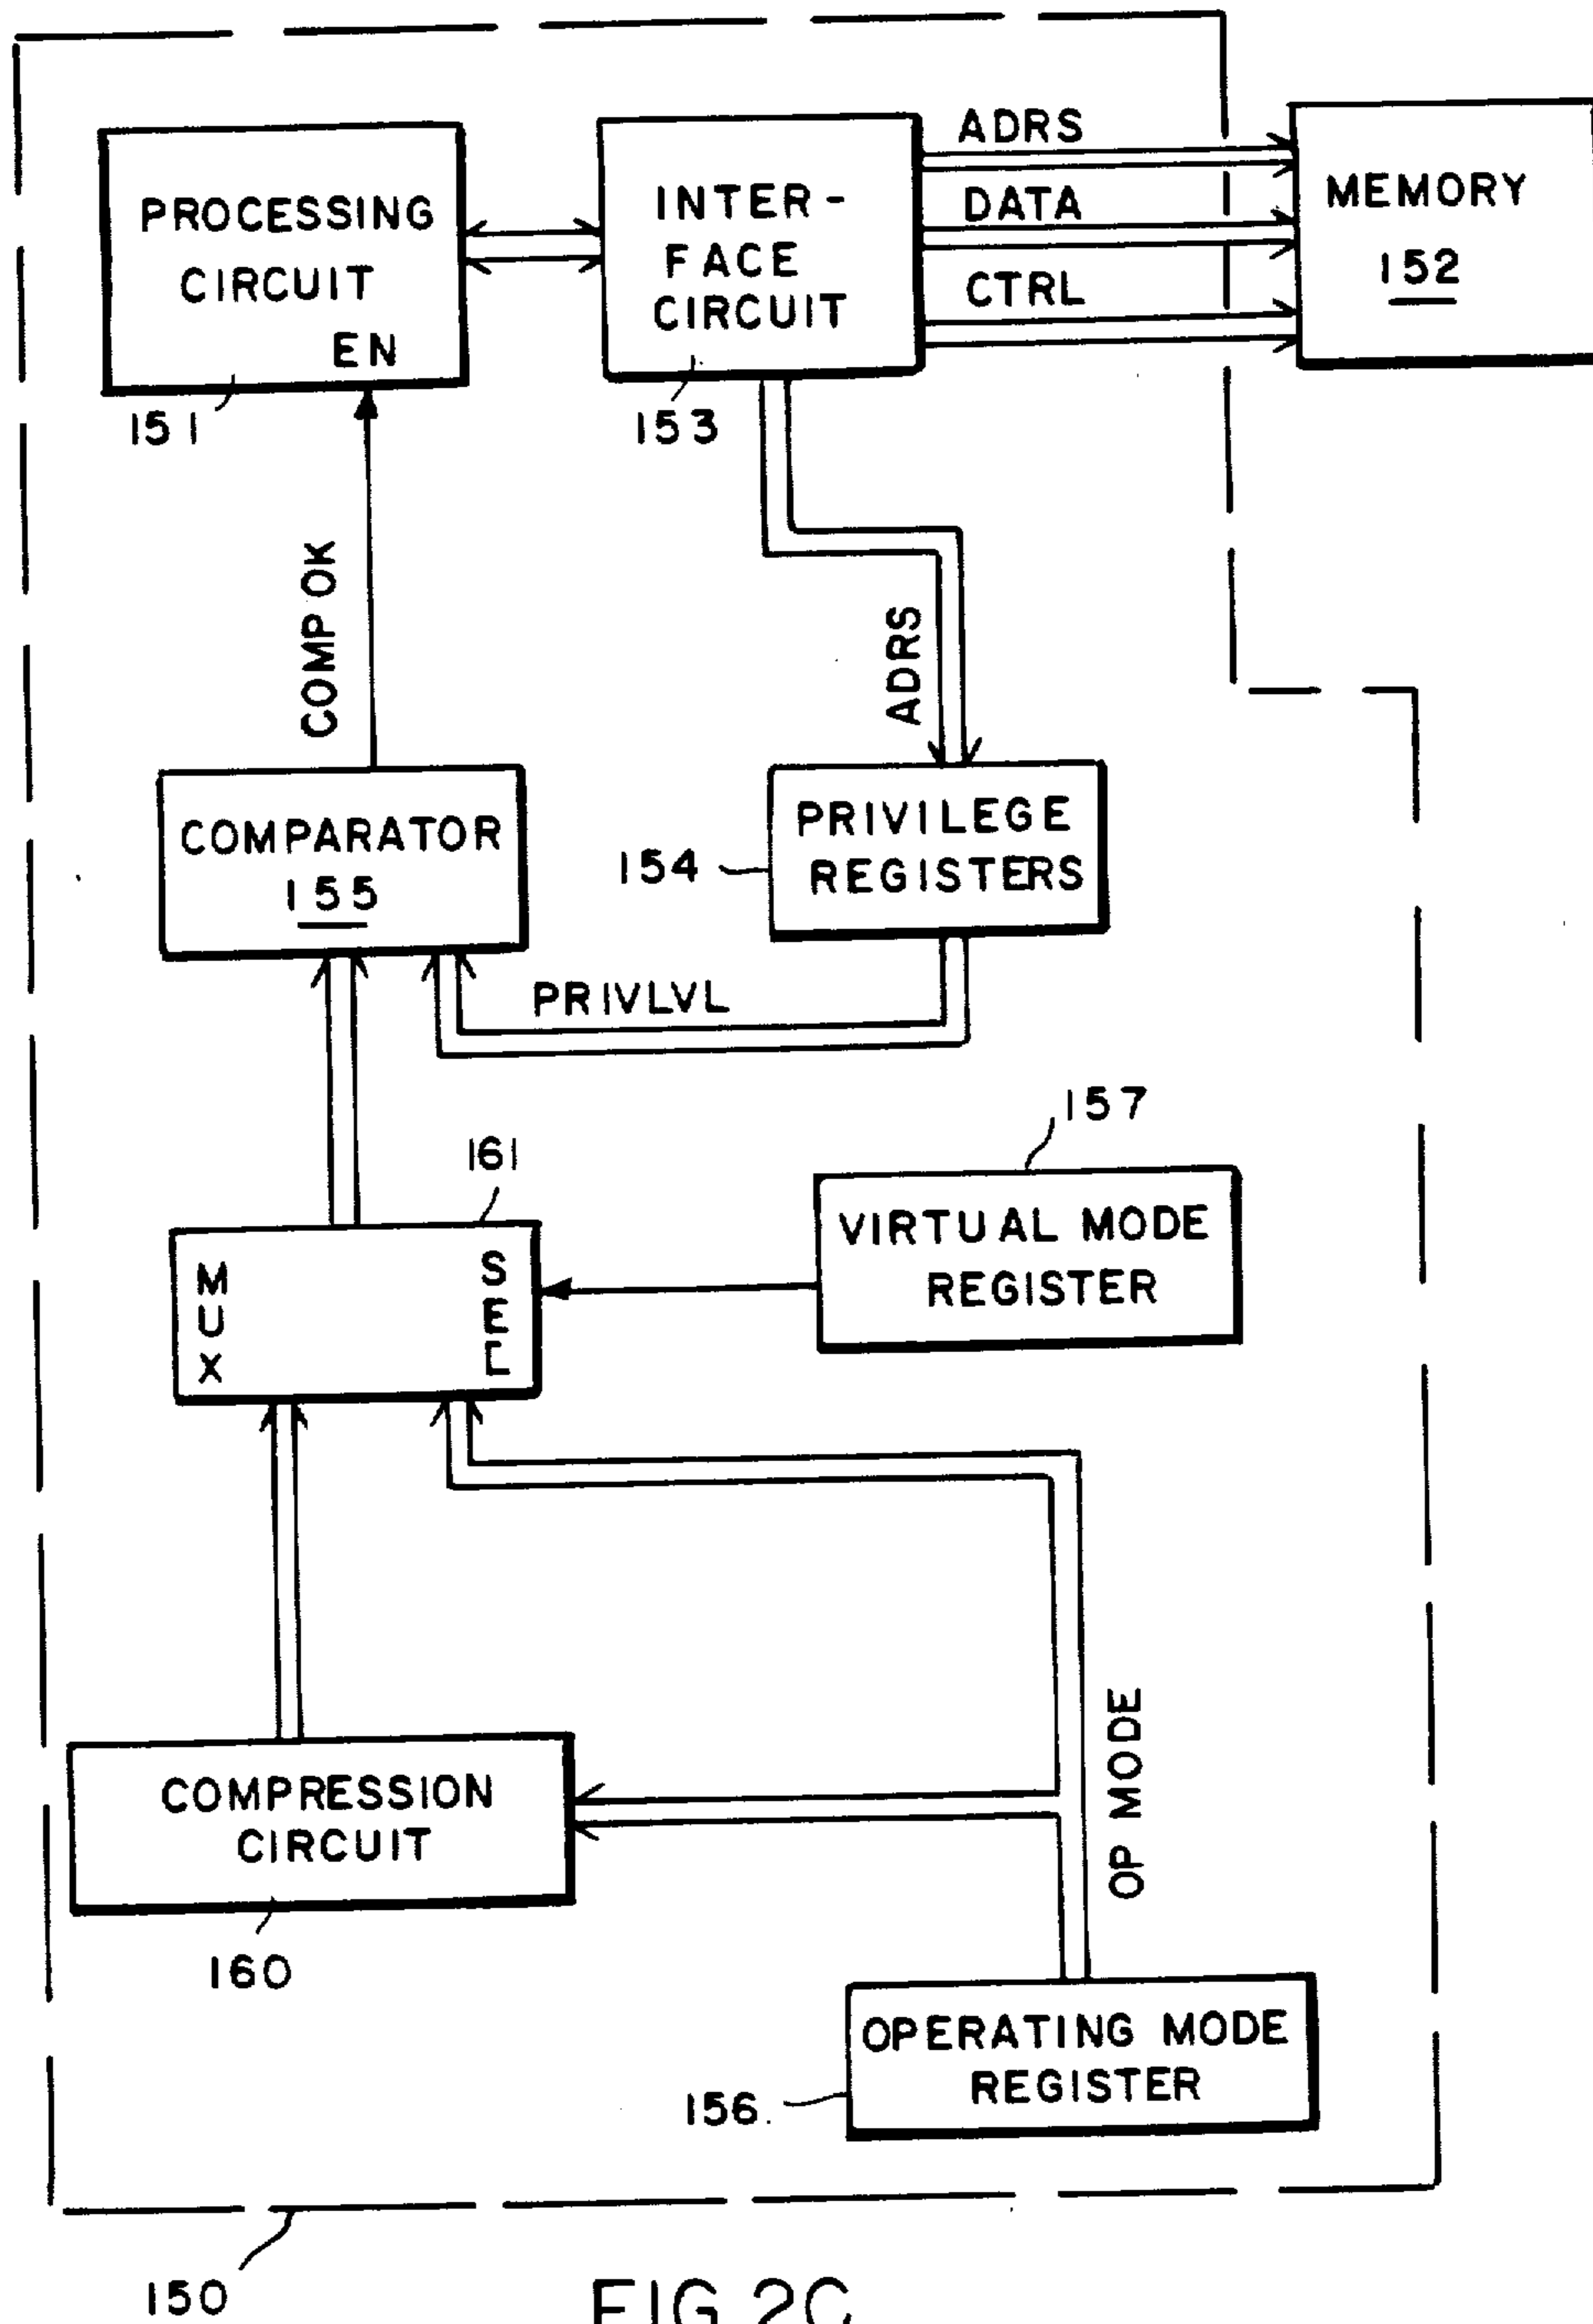 PROCESSING
CIRCUIT
EN
151
INTER-
FACE
CIRCUIT
153
ADRS
DATA
CTRL
MEMORY
152
COMP OK
ADRS
COMPARATOR
155
PRIVILEGE
REGISTERS
154
PRIVLVL
157
161
MUX
SEL
VIRTUAL MODE
REGISTER
COMPRESSION
CIRCUIT
160
OP MODE
OPERATING MODE
REGISTER
156.
150
FIG. 2C